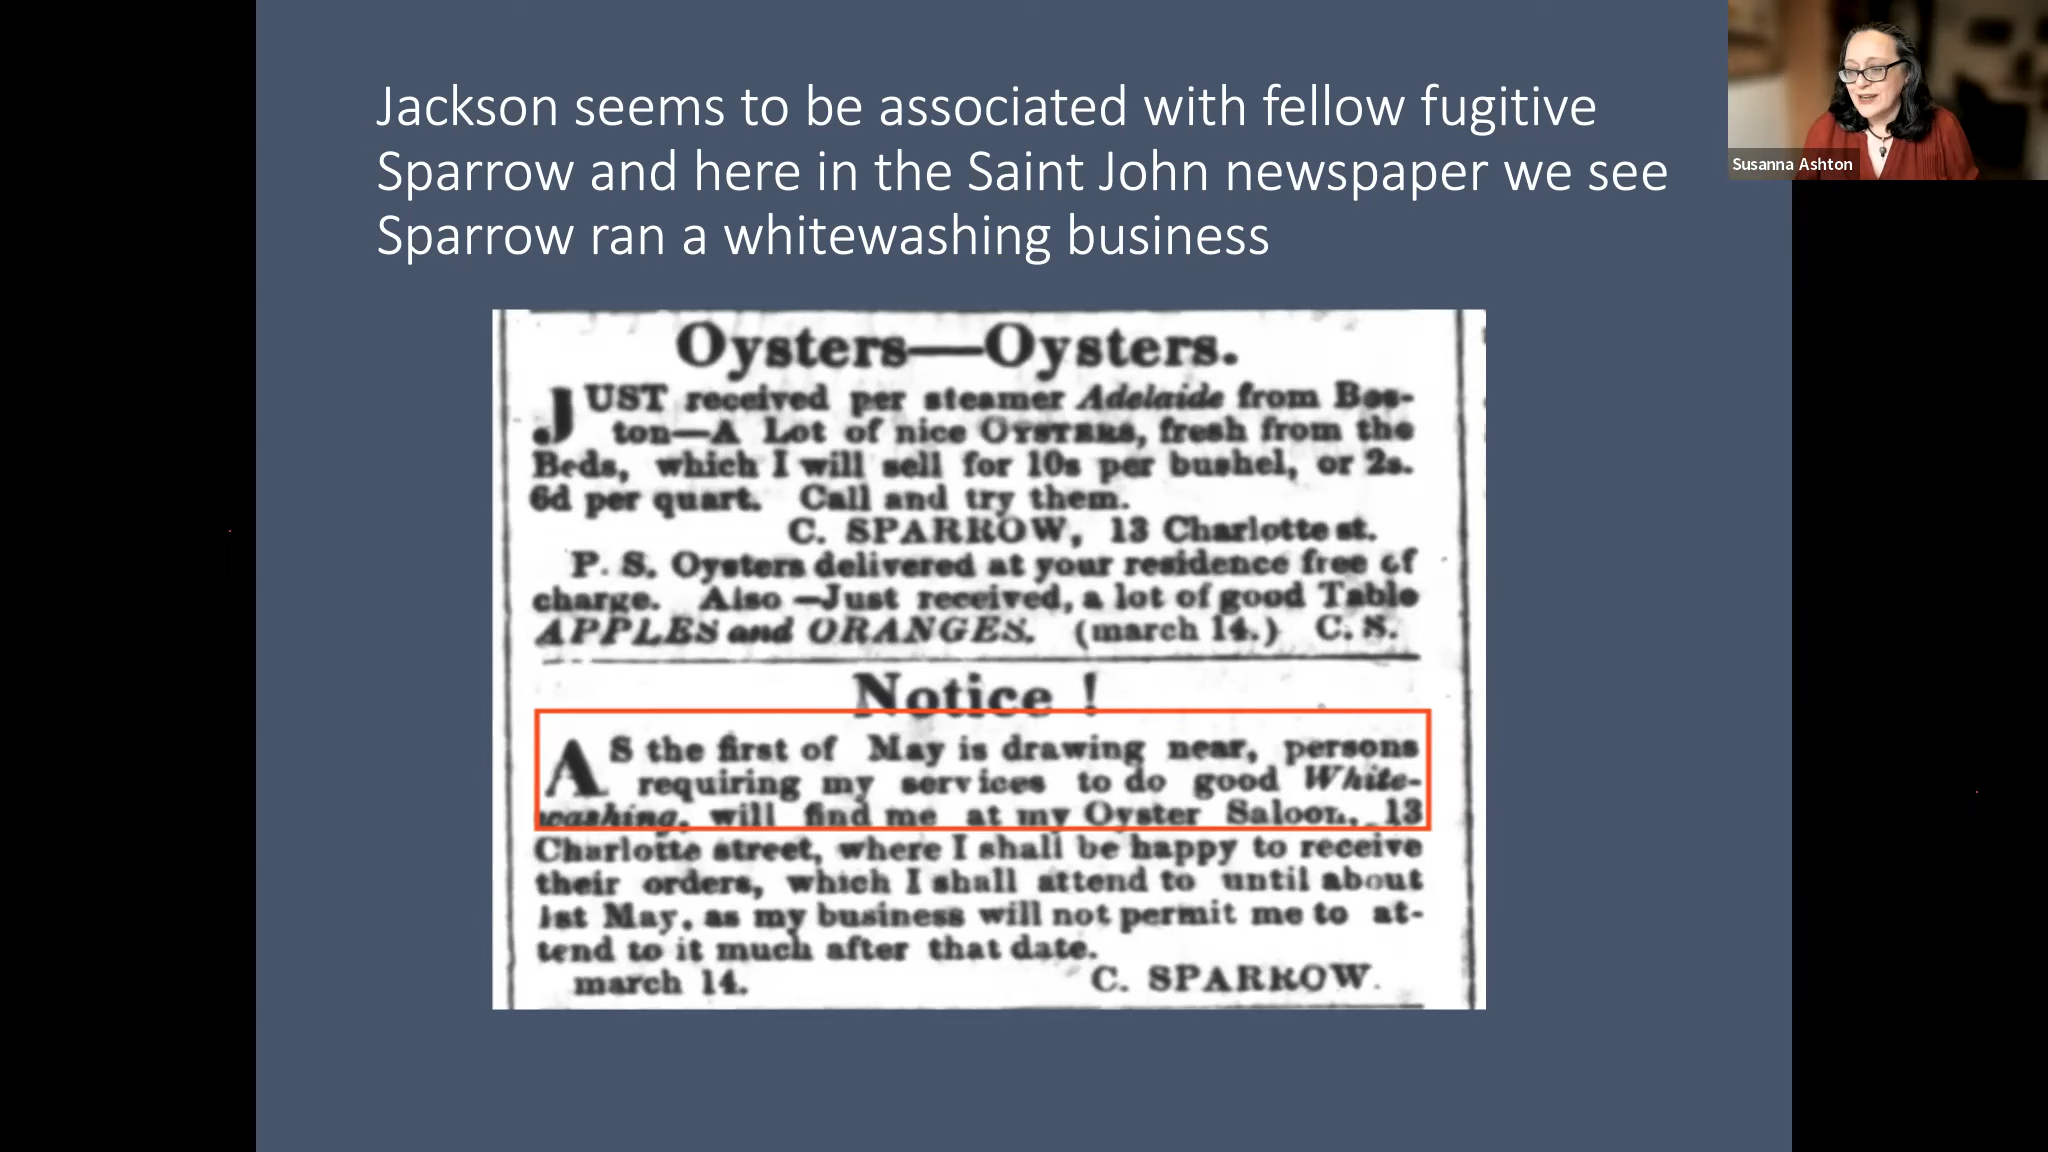 Jackson seems to be associated with fellow fugitive
Sparrow and here in the Saint John newspaper we see
Sparrow ran a whitewashing business
Susanna Ashton
Oysters—Oysters.
JUST received per steamer Adelaide from Bos-
ton—A Lot of nice OYSTERS, fresh from the
Beds, which I will sell for 10s per bushel, or 2s.
6d per quart. Call and try them.
C. SPARROW, 13 Charlotte st.
P. S. Oysters delivered at your residence free of
charge. Also—Just received, a lot of good Table
APPLES and ORANGES. (march 14.) C. S.
Notice !
AS the first of May is drawing near, persons
requiring my services to do good White-
washing, will find me at my Oyster Saloon, 13
Charlotte street, where I shall be happy to receive
their orders, which I shall attend to until about
1st May, as my business will not permit me to at-
tend to it much after that date.
march 14. C. SPARROW.